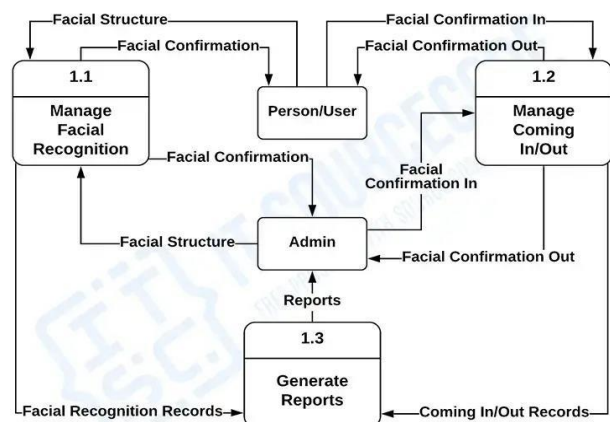 Facial Structure
Facial Confirmation In
Facial Confirmation
Facial Confirmation Out
1.1
Manage
Facial
Recognition
Person/User
1.2
Manage
Coming
In/Out
Facial Confirmation
Facial
Confirmation In
Facial Structure
Admin
Facial Confirmation Out
Reports
1.3
Generate
Reports
Facial Recognition Records
Coming In/Out Records
IT SOURCECODE